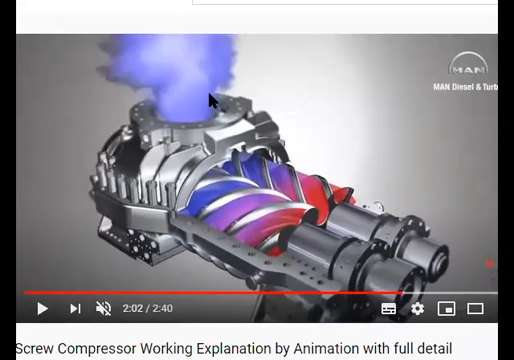 MAN
MAN Diesel & Turb
2:02 / 2:40
Screw Compressor Working Explanation by Animation with full detail